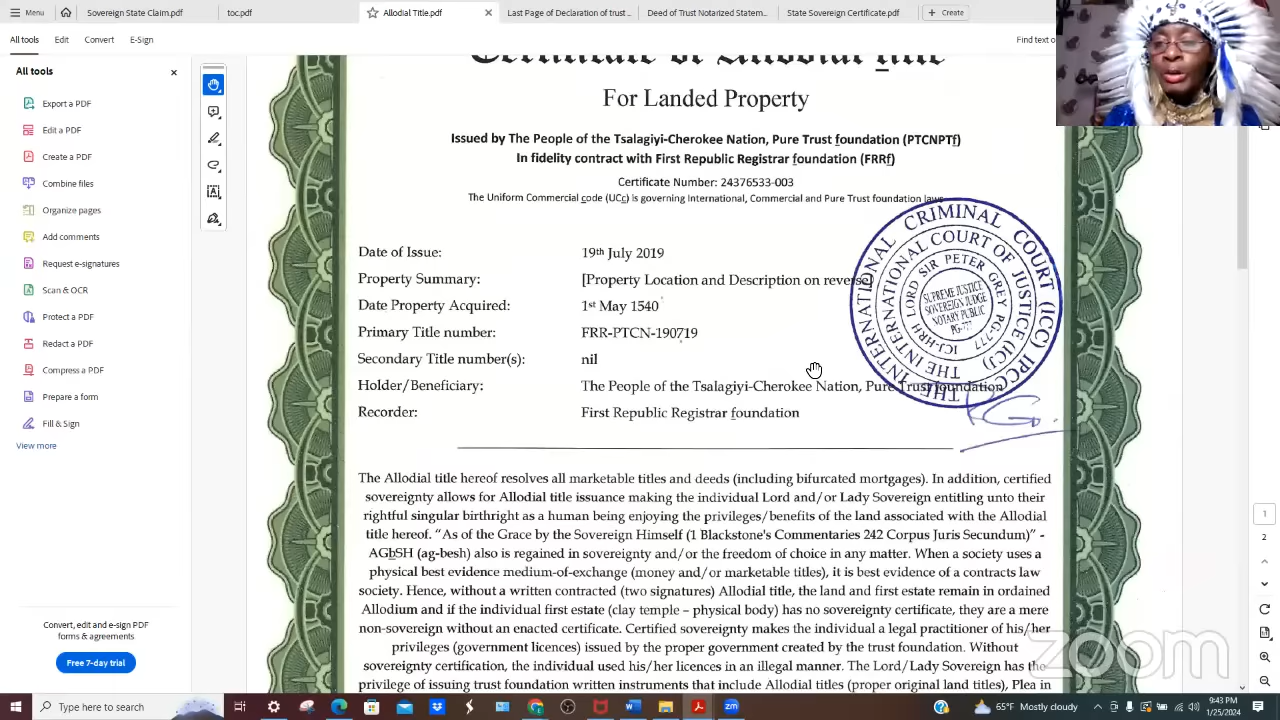 Menu
Sovereign State Claim.pdf
toc.pdf
Allodial Title.pdf
Last Page of Declaration of trust ...
Deed of Trust Notarized Statem...
State Sovereign Certificate.pdf
Create
All tools Edit Convert E-Sign
Find text or
All tools
Export a PDF
Edit a PDF
Create a PDF
Combine files
Organize pages
Add comments
Request e-signatures
Scan & OCR
Protect a PDF
Redact a PDF
Compress a PDF
Prepare a form
Fill & Sign
View more
Convert, edit and e-sign PDF
forms & agreements
Free 7-day trial
Certificate of Allodial title
For Landed Property
Issued by The People of the Tsalagiyi-Cherokee Nation, Pure Trust foundation (PTCNPTf)
In fidelity contract with First Republic Registrar foundation (FRRf)
Certificate Number: 24376533-003
The Uniform Commercial code (UCc) is governing International, Commercial and Pure Trust foundation laws
Date of Issue: 19th July 2019
Property Summary: [Property Location and Description on reverse]
Date Property Acquired: 1st May 1540
Primary Title number: FRR-PTCN-190719
Secondary Title number(s): nil
Holder/Beneficiary: The People of the Tsalagiyi-Cherokee Nation, Pure Trust foundation
Recorder: First Republic Registrar foundation
THE INTERNATIONAL CRIMINAL COURT (ICC)
THE INTERNATIONAL COURT OF JUSTICE (ICJ)
ICJ-HRH LORD SIR PETER GREY PG-777
SUPREME JUSTICE
SOVEREIGN JUDGE
NOTARY PUBLIC
PG-777
The Allodial title hereof resolves all marketable titles and deeds (including bifurcated mortgages). In addition, certified
sovereignty allows for Allodial title issuance making the individual Lord and/or Lady Sovereign entitling unto their
rightful singular birthright as a human being enjoying the privileges/benefits of the land associated with the Allodial
title hereof. “As of the Grace by the Sovereign Himself (1 Blackstone's Commentaries 242 Corpus Juris Secundum)” -
AGbSH (ag-besh) also is regained in sovereignty and/or the freedom of choice in any matter. When a society uses a
physical best evidence medium-of-exchange (money and/or marketable titles), it is best evidence of a contracts law
society. Hence, without a written contracted (two signatures) Allodial title, the land and first estate remain in ordained
Allodium and if the individual first estate (clay temple – physical body) has no sovereignty certificate, they are a mere
non-sovereign without an enacted certificate. Certified sovereignty makes the individual a legal practitioner of his/her
privileges (government licences) issued by the proper government created by the trust foundation. Without
sovereignty certification, the individual used his/her licences in an illegal manner. The Lord/Lady Sovereign has the
privilege of issuing trust foundation written instruments that include Allodial titles (proper original land titles), Plea in
1
2
zoom
Type here to search
65°F Mostly cloudy
9:43 PM
1/25/2024